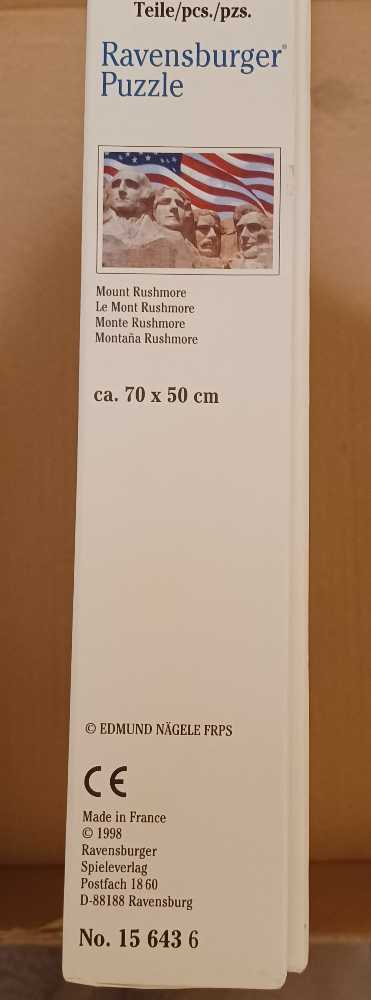 Teile/pcs./pzs.
Ravensburger®
Puzzle
Mount Rushmore
Le Mont Rushmore
Monte Rushmore
Montaña Rushmore
ca. 70 x 50 cm
© EDMUND NÄGELE FRPS
CE
Made in France
© 1998
Ravensburger
Spieleverlag
Postfach 18 60
D-88188 Ravensburg
No. 15 643 6